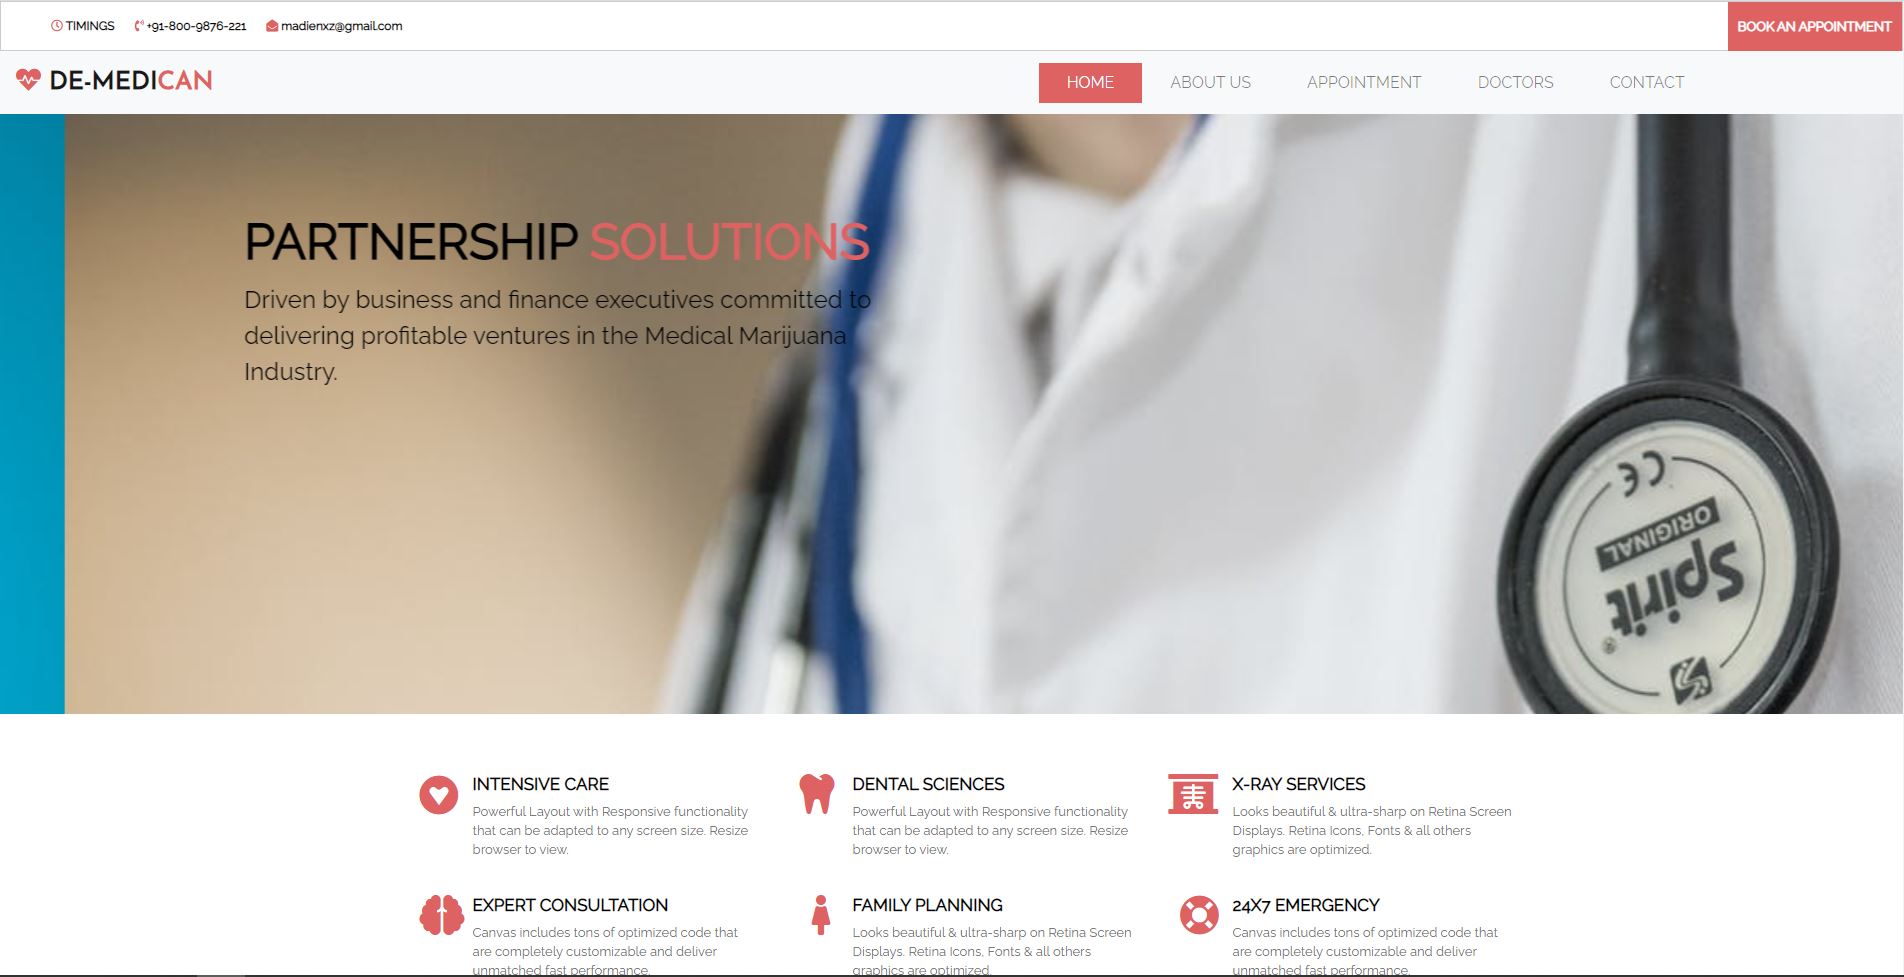 TIMINGS +91-800-9876-221 madienxz@gmail.com
BOOK AN APPOINTMENT
DE-MEDICAN
HOME ABOUT US APPOINTMENT DOCTORS CONTACT
PARTNERSHIP SOLUTIONS
Driven by business and finance executives committed to
delivering profitable ventures in the Medical Marijuana
Industry.
CE
ORIGINAL
Spirit®
INTENSIVE CARE
Powerful Layout with Responsive functionality
that can be adapted to any screen size. Resize
browser to view.
DENTAL SCIENCES
Powerful Layout with Responsive functionality
that can be adapted to any screen size. Resize
browser to view.
X-RAY SERVICES
Looks beautiful & ultra-sharp on Retina Screen
Displays. Retina Icons, Fonts & all others
graphics are optimized.
EXPERT CONSULTATION
Canvas includes tons of optimized code that
are completely customizable and deliver
unmatched fast performance.
FAMILY PLANNING
Looks beautiful & ultra-sharp on Retina Screen
Displays. Retina Icons, Fonts & all others
graphics are optimized.
24X7 EMERGENCY
Canvas includes tons of optimized code that
are completely customizable and deliver
unmatched fast performance.